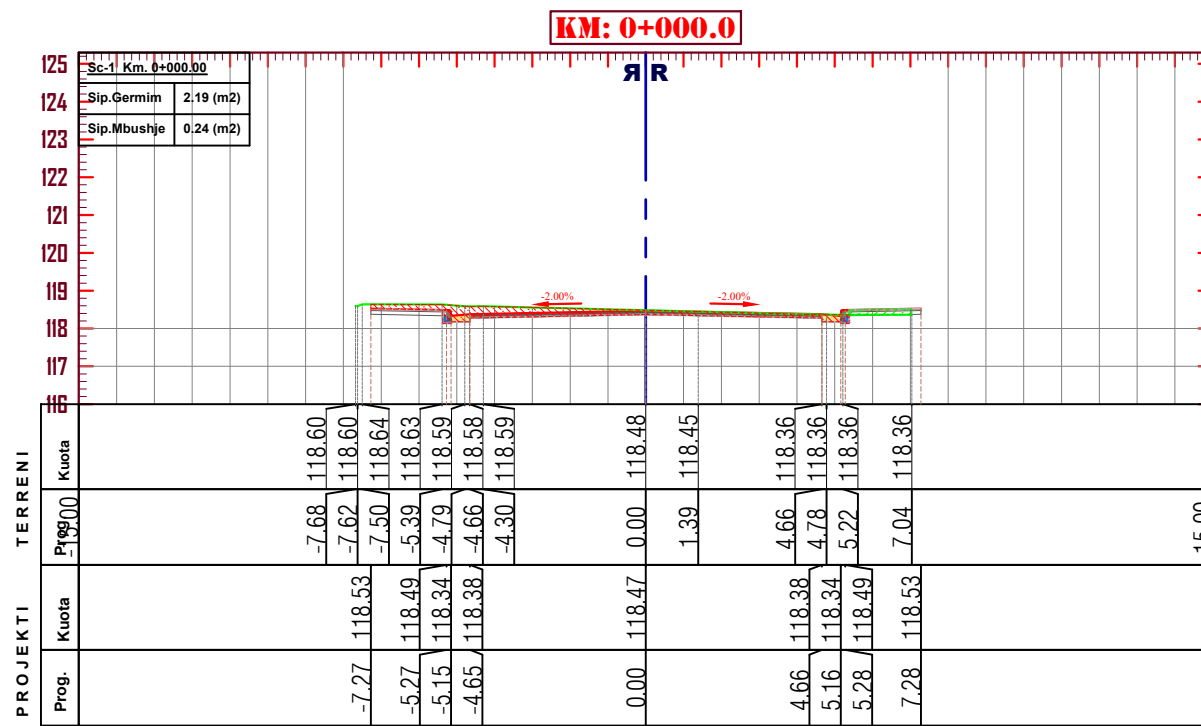 KM: 0+000.0
Sc-1 Km. 0+000.00
Sip.Germim 2.19 (m2)
Sip.Mbushje 0.24 (m2)
ЯR
125
124
123
122
121
120
119
118
117
116
-2.00% -2.00%
TERRENI
Kuota 118.60 118.60 118.64 118.63 118.59 118.58 118.59 118.48 118.45 118.36 118.36 118.36 118.36
Prog. -15.00 -7.68 -7.62 -7.50 -5.39 -4.79 -4.66 -4.30 0.00 1.39 4.66 4.78 5.22 7.04 15.00
PROJEKTI
Kuota 118.53 118.49 118.34 118.38 118.47 118.38 118.34 118.49 118.53
Prog. -7.27 -5.27 -5.15 -4.65 0.00 4.66 5.16 5.28 7.28